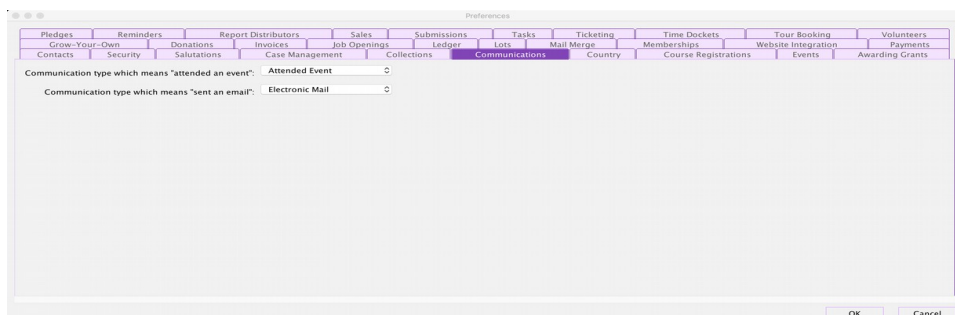 Preferences
Pledges Reminders Report Distributors Sales Submissions Tasks Ticketing Time Dockets Tour Booking Volunteers
Grow-Your-Own Donations Invoices Job Openings Ledger Lots Mail Merge Memberships Website Integration Payments
Contacts Security Salutations Case Management Collections Communications Country Course Registrations Events Awarding Grants
Communication type which means "attended an event": Attended Event
Communication type which means "sent an email": Electronic Mail
OK Cancel